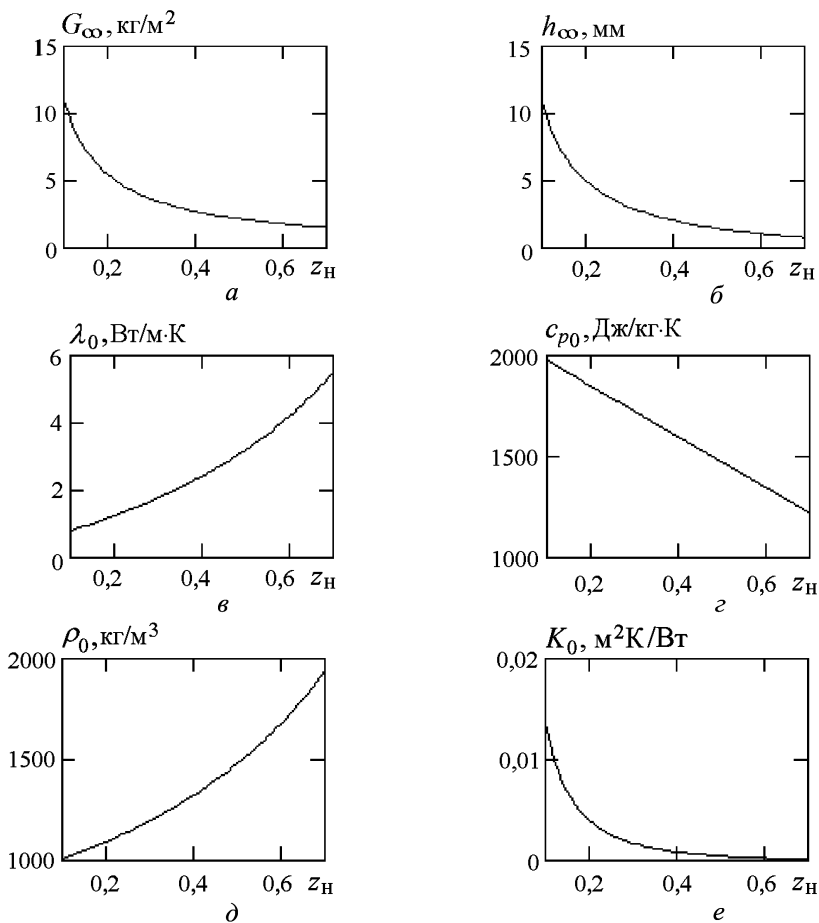 G∞, кг/м² h∞, мм
15 15
10 10
5 5
0 0
0,2 0,4 0,6 zн 0,2 0,4 0,6 zн
а б
λ₀, Вт/м·К cₚ₀, Дж/кг·К
6 2000
4
2 1500
0 1000
0,2 0,4 0,6 zн 0,2 0,4 0,6 zн
в г
ρ₀, кг/м³ K₀, м²К/Вт
2000 0,02
1500 0,01
1000 0
0,2 0,4 0,6 zн 0,2 0,4 0,6 zн
д е